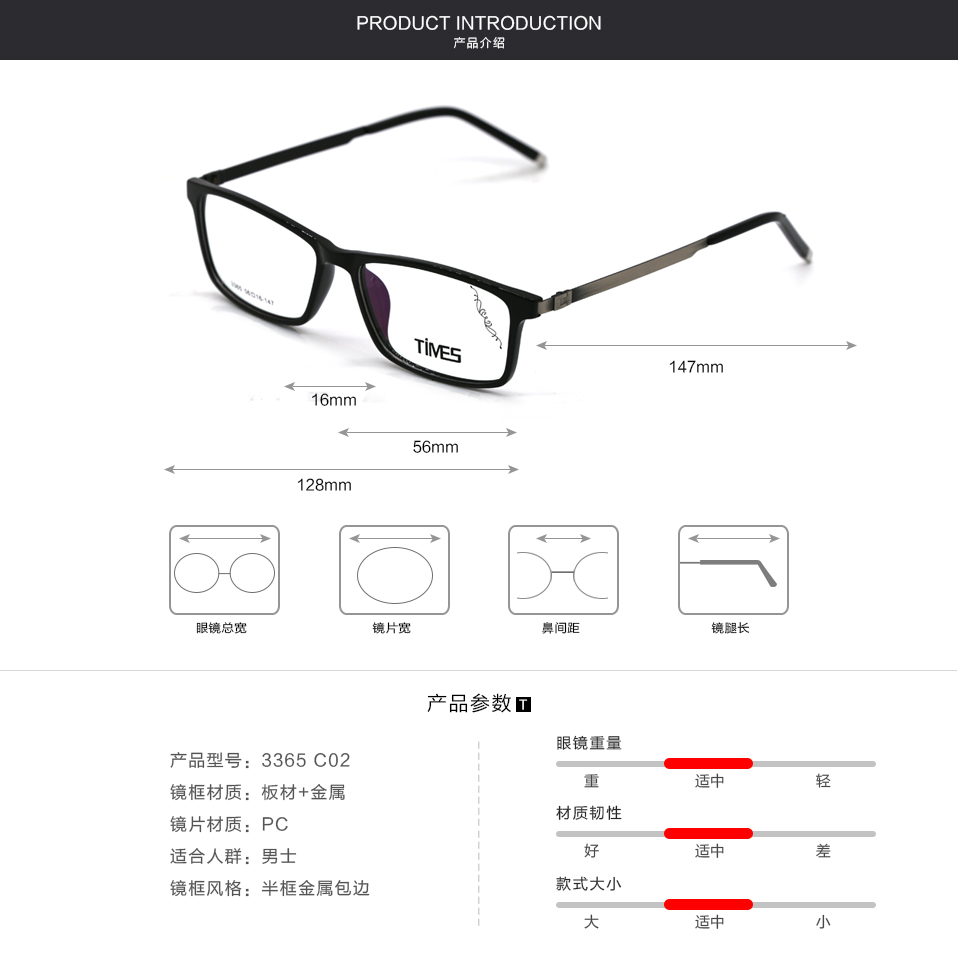 PRODUCT INTRODUCTION
产品介绍
3365 56□16-147
TiMES
147mm
16mm
56mm
128mm
眼镜总宽
镜片宽
鼻间距
镜腿长
产品参数 T
产品型号：3365 C02
镜框材质：板材+金属
镜片材质：PC
适合人群：男士
镜框风格：半框金属包边
眼镜重量
重 适中 轻
材质韧性
好 适中 差
款式大小
大 适中 小